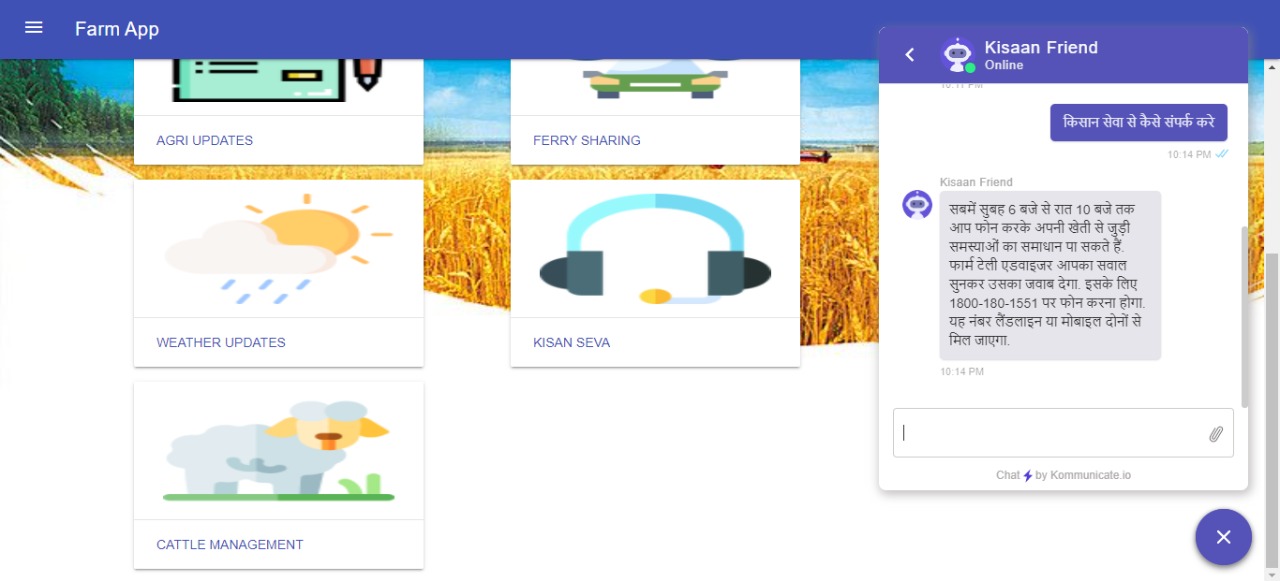 Farm App
AGRI UPDATES
FERRY SHARING
WEATHER UPDATES
KISAN SEVA
CATTLE MANAGEMENT
Kisaan Friend
Online
10:11 PM
किसान सेवा से कैसे संपर्क करे
10:14 PM
Kisaan Friend
सबमें सुबह 6 बजे से रात 10 बजे तक
आप फोन करके अपनी खेती से जुड़ी
समस्याओं का समाधान पा सकते हैं.
फार्म टेली एडवाइजर आपका सवाल
सुनकर उसका जवाब देगा. इसके लिए
1800-180-1551 पर फोन करना होगा.
यह नंबर लैंडलाइन या मोबाइल दोनों से
मिल जाएगा.
10:14 PM
Chat by Kommunicate.io